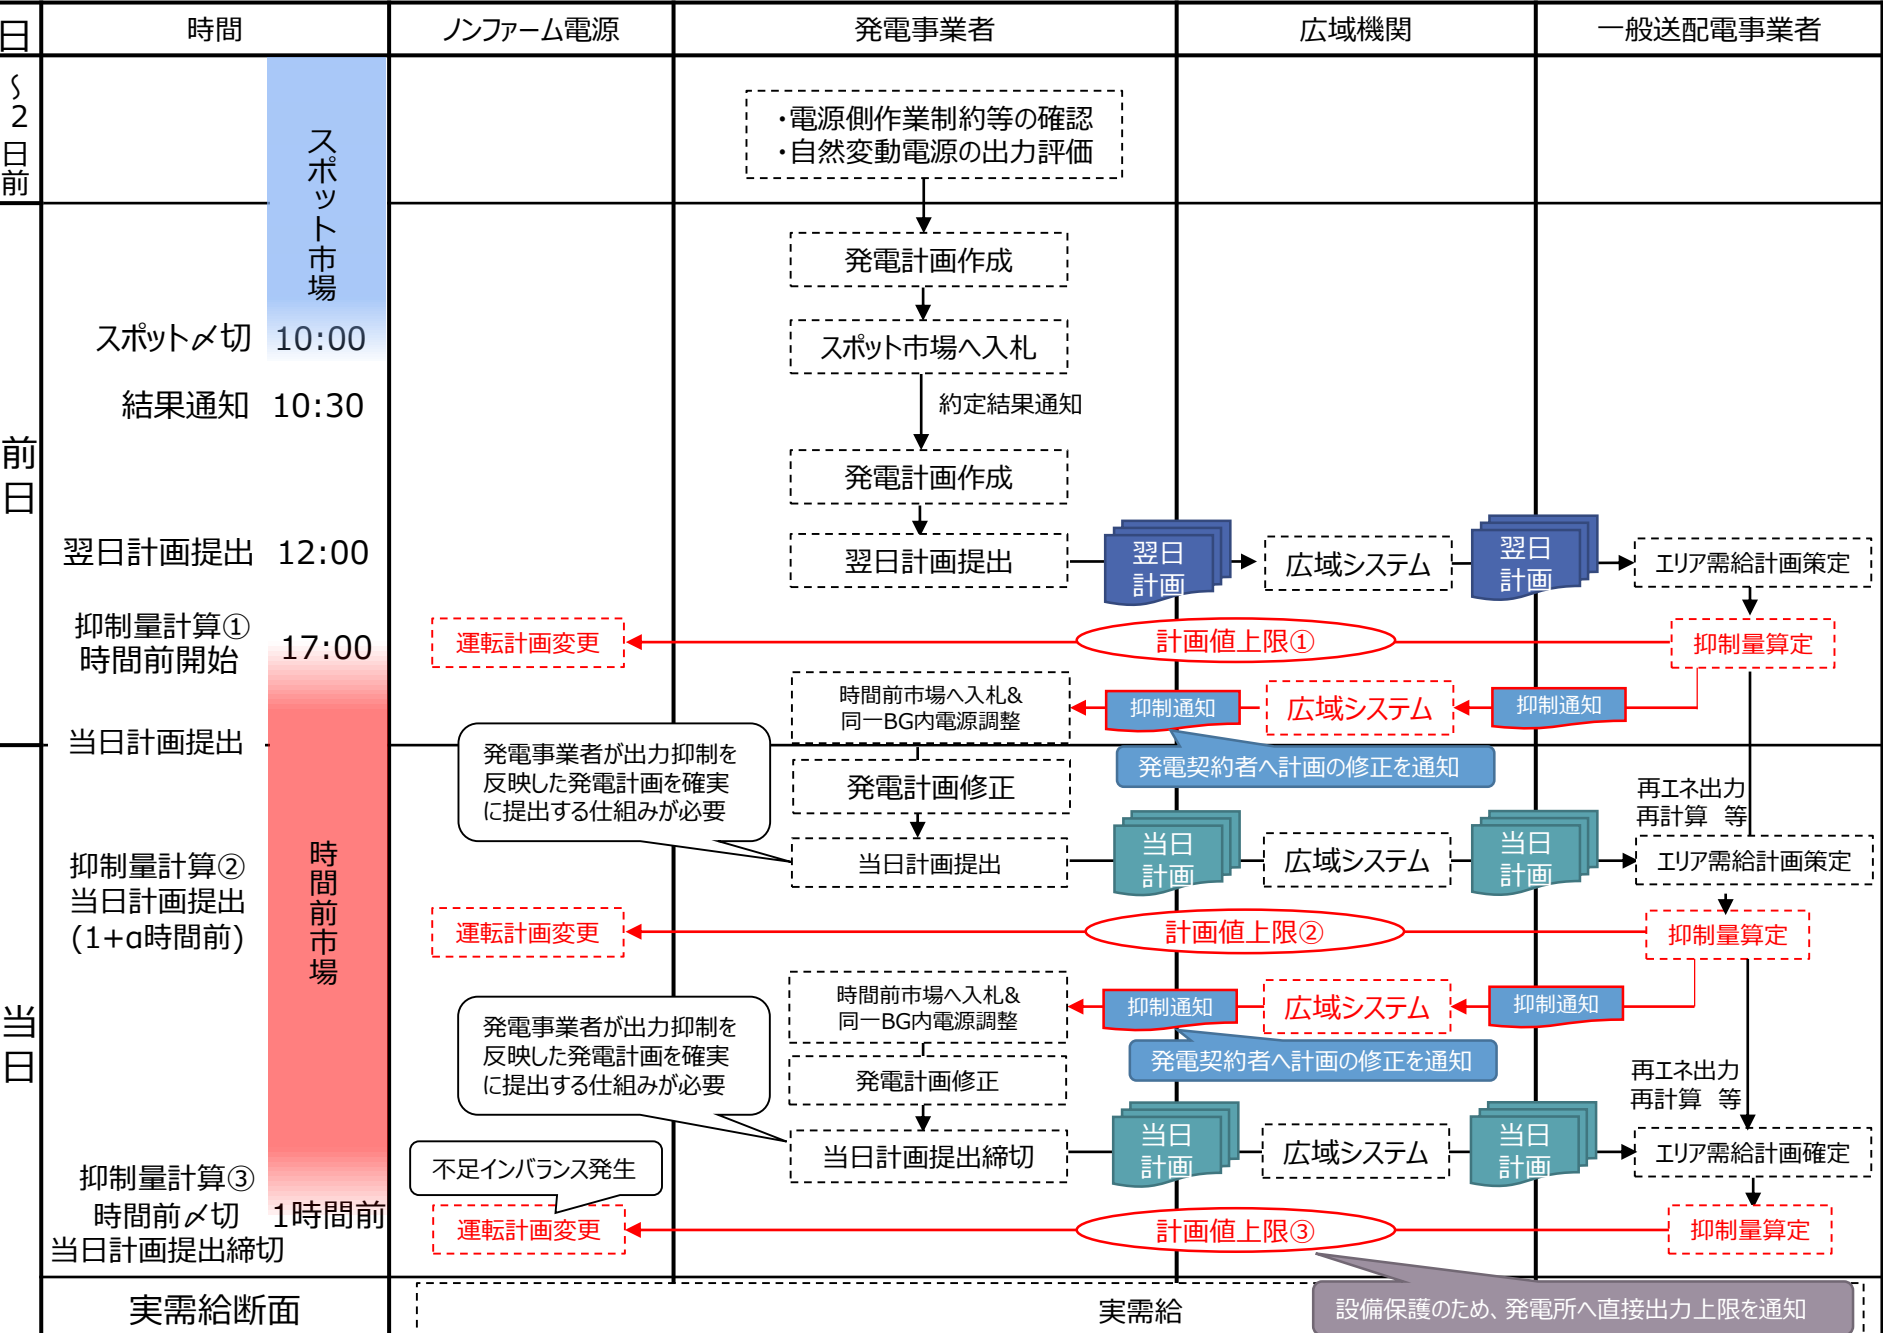 日
時間
ノンファーム電源
発電事業者
広域機関
一般送配電事業者
～2日前
スポット市場
・電源側作業制約等の確認
・自然変動電源の出力評価
前日
発電計画作成
スポット〆切 10:00
スポット市場へ入札
結果通知 10:30
約定結果通知
発電計画作成
翌日計画提出 12:00
翌日計画提出
翌日
計画
広域システム
翌日
計画
エリア需給計画策定
抑制量計算①
時間前開始
17:00
運転計画変更
計画値上限①
抑制量算定
時間前市場へ入札&
同一BG内電源調整
抑制通知
広域システム
抑制通知
当日計画提出
発電事業者が出力抑制を
反映した発電計画を確実
に提出する仕組みが必要
発電契約者へ計画の修正を通知
当日
時間前市場
発電計画修正
再エネ出力
再計算 等
抑制量計算②
当日計画提出
(1+α時間前)
当日計画提出
当日
計画
広域システム
当日
計画
エリア需給計画策定
運転計画変更
計画値上限②
抑制量算定
時間前市場へ入札&
同一BG内電源調整
抑制通知
広域システム
抑制通知
発電事業者が出力抑制を
反映した発電計画を確実
に提出する仕組みが必要
発電契約者へ計画の修正を通知
発電計画修正
再エネ出力
再計算 等
当日計画提出締切
当日
計画
広域システム
当日
計画
エリア需給計画確定
不足インバランス発生
抑制量計算③
時間前〆切 1時間前
当日計画提出締切
運転計画変更
計画値上限③
抑制量算定
実需給断面
実需給
設備保護のため、発電所へ直接出力上限を通知